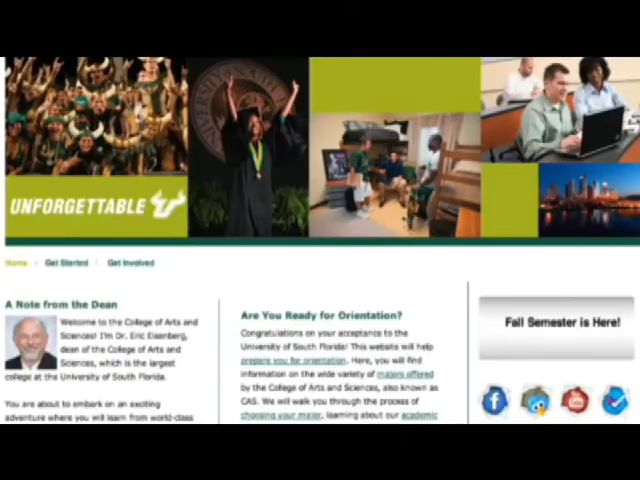 UNIVERSITY OF SOUTH
UNFORGETTABLE
Home / Get Started | Get Involved
A Note from the Dean
Welcome to the College of Arts and
Sciences! I'm Dr. Eric Eisenberg,
dean of the College of Arts and
Sciences, which is the largest
college at the University of South Florida.
You are about to embark on an exciting
adventure where you will learn from world-class
Are You Ready for Orientation?
Congratulations on your acceptance to the
University of South Florida! This website will help
prepare you for orientation. Here, you will find
information on the wide variety of majors offered
by the College of Arts and Sciences, also known as
CAS. We will walk you through the process of
choosing your major, learning about our academic
Fall Semester is Here!